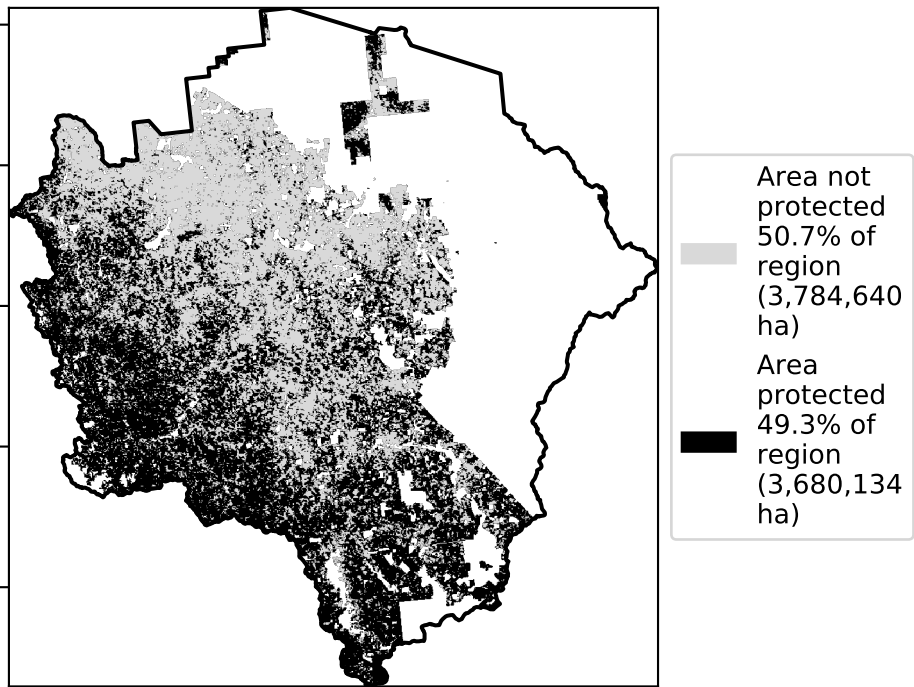 Area not
protected
50.7% of
region
(3,784,640
ha)
Area
protected
49.3% of
region
(3,680,134
ha)